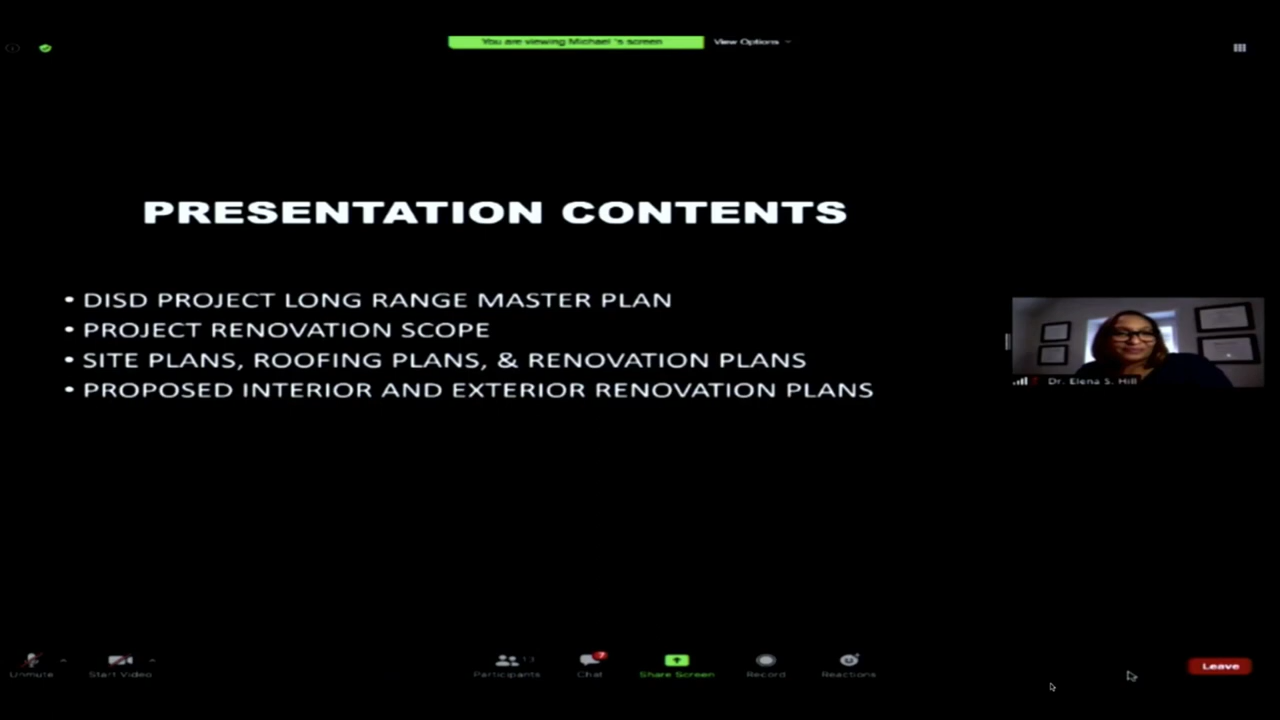 You are viewing Michael 's screen
View Options
PRESENTATION CONTENTS
• DISD PROJECT LONG RANGE MASTER PLAN
• PROJECT RENOVATION SCOPE
• SITE PLANS, ROOFING PLANS, & RENOVATION PLANS
• PROPOSED INTERIOR AND EXTERIOR RENOVATION PLANS
Dr. Elena S. Hill
Unmute
Start Video
Participants
13
Chat
7
Share Screen
Record
Reactions
Leave